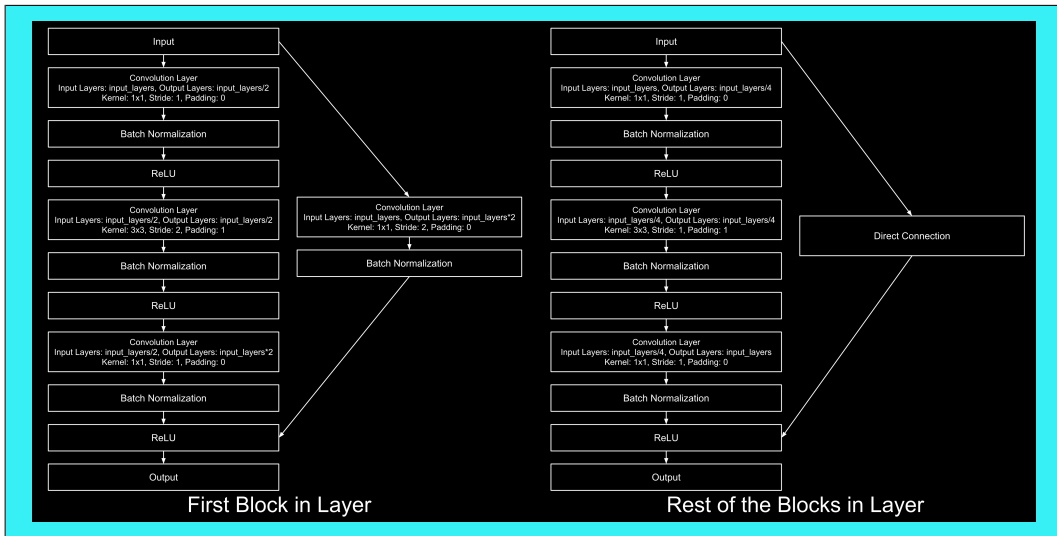 Input
Convolution Layer
Input Layers: input_layers, Output Layers: input_layers/2
Kernel: 1x1, Stride: 1, Padding: 0
Batch Normalization
ReLU
Convolution Layer
Input Layers: input_layers/2, Output Layers: input_layers/2
Kernel: 3x3, Stride: 2, Padding: 1
Batch Normalization
ReLU
Convolution Layer
Input Layers: input_layers/2, Output Layers: input_layers*2
Kernel: 1x1, Stride: 1, Padding: 0
Batch Normalization
ReLU
Output
Convolution Layer
Input Layers: input_layers, Output Layers: input_layers*2
Kernel: 1x1, Stride: 2, Padding: 0
Batch Normalization
First Block in Layer
Input
Convolution Layer
Input Layers: input_layers, Output Layers: input_layers/4
Kernel: 1x1, Stride: 1, Padding: 0
Batch Normalization
ReLU
Convolution Layer
Input Layers: input_layers/4, Output Layers: input_layers/4
Kernel: 3x3, Stride: 1, Padding: 1
Batch Normalization
ReLU
Convolution Layer
Input Layers: input_layers/4, Output Layers: input_layers
Kernel: 1x1, Stride: 1, Padding: 0
Batch Normalization
ReLU
Output
Direct Connection
Rest of the Blocks in Layer